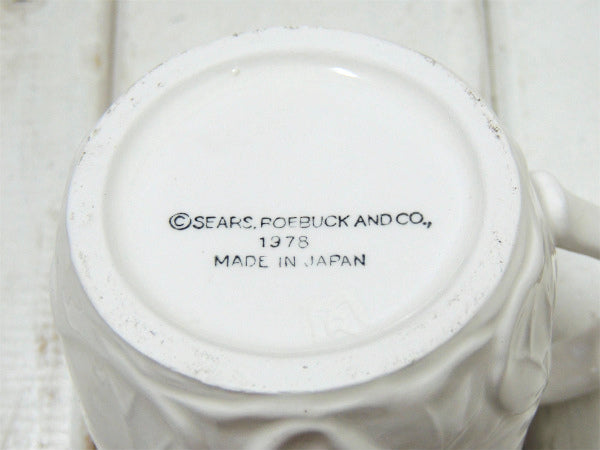 ©SEARS, ROEBUCK AND CO.,
1978
MADE IN JAPAN